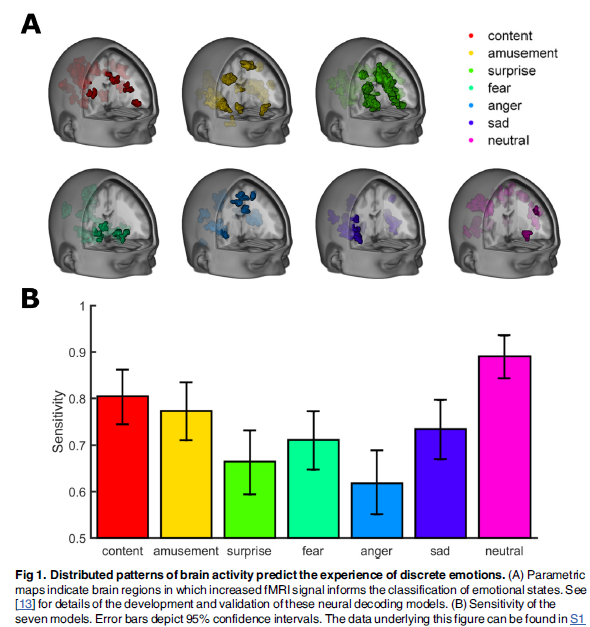 A
content
amusement
surprise
fear
anger
sad
neutral
B
1
0.9
0.8
0.7
0.6
0.5
Sensitivity
content amusement surprise fear anger sad neutral
Fig 1. Distributed patterns of brain activity predict the experience of discrete emotions. (A) Parametric
maps indicate brain regions in which increased fMRI signal informs the classification of emotional states. See
[13] for details of the development and validation of these neural decoding models. (B) Sensitivity of the
seven models. Error bars depict 95% confidence intervals. The data underlying this figure can be found in S1